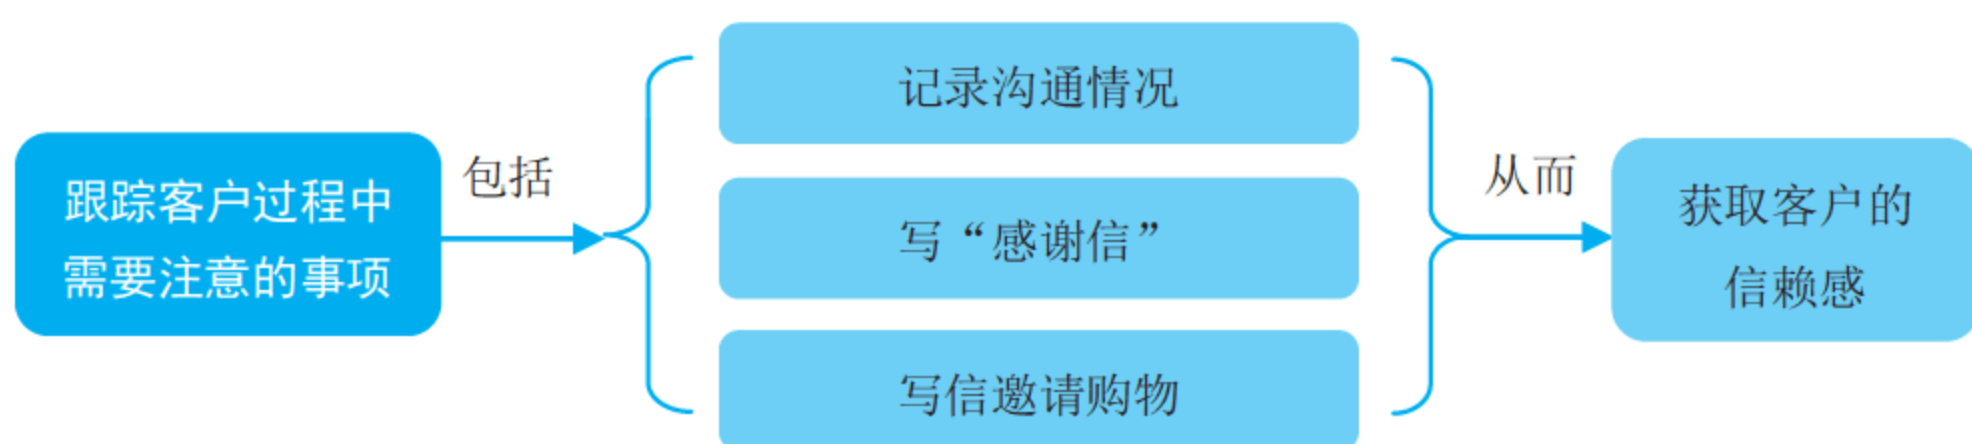 跟踪客户过程中
需要注意的事项
包括
记录沟通情况
写“感谢信”
写信邀请购物
从而
获取客户的
信赖感